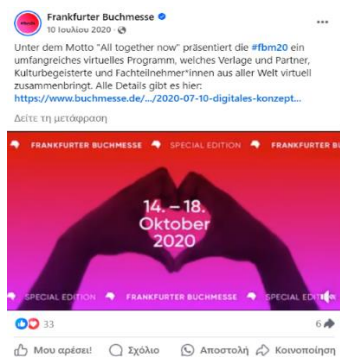 Frankfurter Buchmesse
10 Ιουλίου 2020 ·
Unter dem Motto "All together now" präsentiert die #fbm20 ein
umfangreiches virtuelles Programm, welches Verlage und Partner,
Kulturbegeisterte und Fachteilnehmer*innen aus aller Welt virtuell
zusammenbringt. Alle Details gibt es hier:
https://www.buchmesse.de/.../2020-07-10-digitales-konzept...
Δείτε τη μετάφραση
FRANKFURTER BUCHMESSE SPECIAL EDITION FRANKFURTER B
14. – 18.
Oktober
2020
SPECIAL EDITION FRANKFURTER BUCHMESSE SPECIAL EDITION
33 6
Μου αρέσει! Σχόλιο Αποστολή Κοινοποίηση